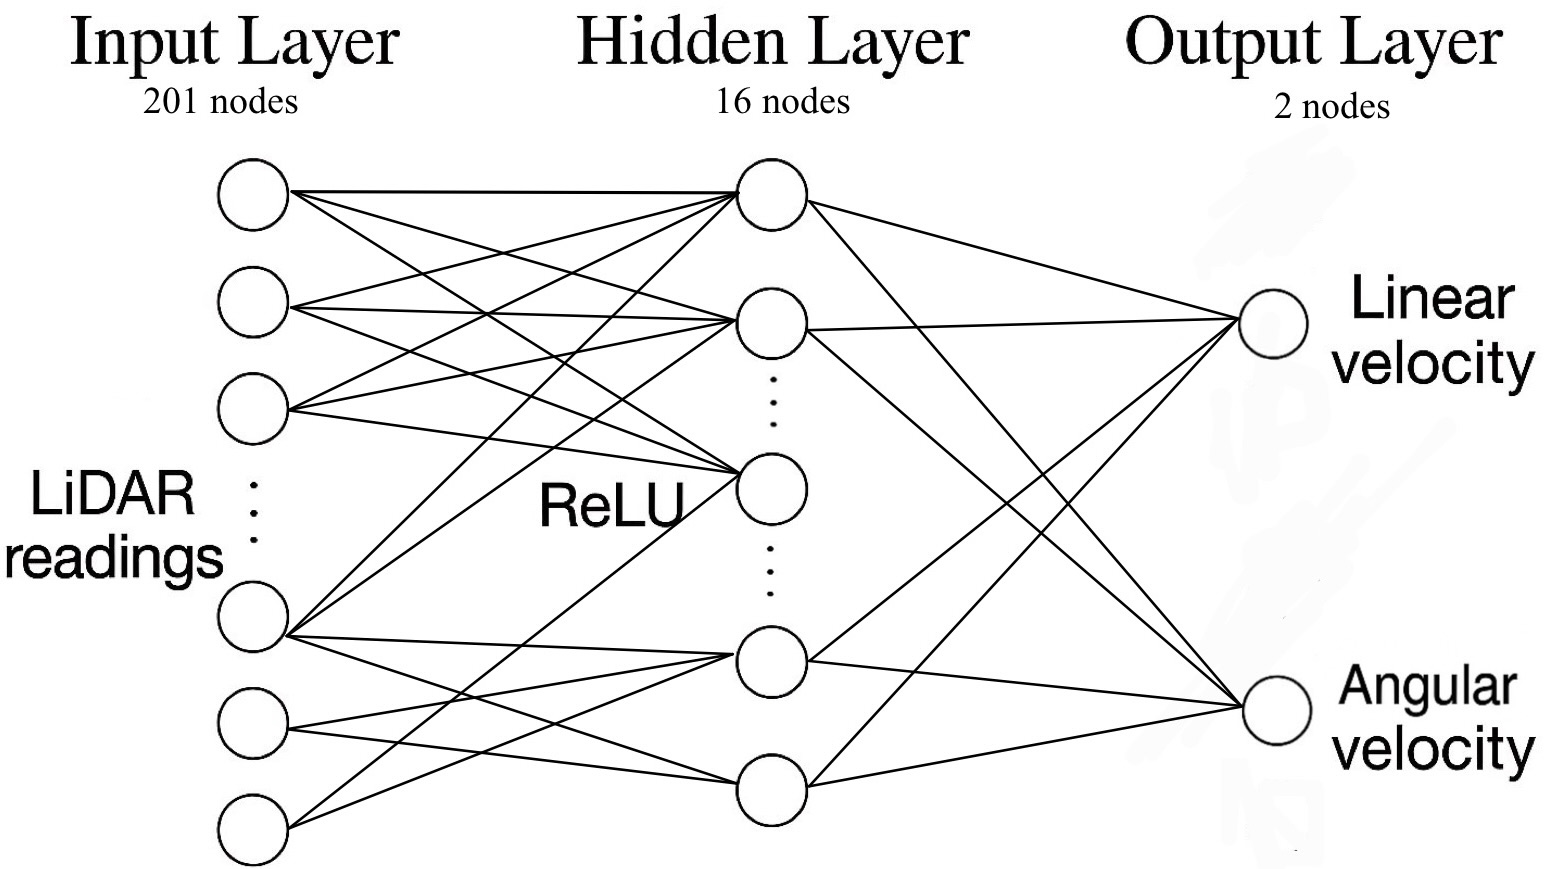 Input Layer
201 nodes
Hidden Layer
16 nodes
Output Layer
2 nodes
LiDAR
readings
ReLU
Linear
velocity
Angular
velocity